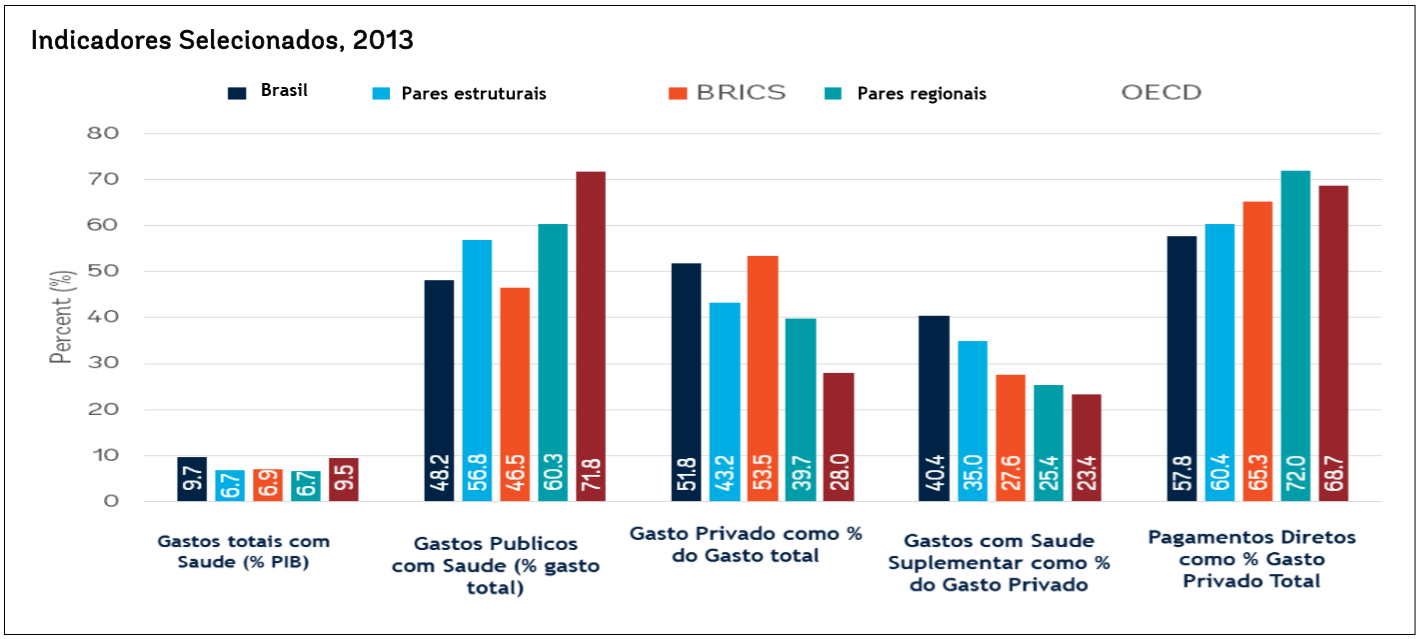 Indicadores Selecionados, 2013
Brasil
Pares estruturais
BRICS
Pares regionais
OECD
80
70
60
50
40
30
20
10
0
Percent (%)
9.7
6.7
6.9
6.7
9.5
48.2
56.8
46.5
60.3
71.8
51.8
43.2
53.5
39.7
28.0
40.4
35.0
27.6
25.4
23.4
57.8
60.4
65.3
72.0
68.7
Gastos totais com
Saude (% PIB)
Gastos Publicos
com Saude (% gasto
total)
Gasto Privado como %
do Gasto total
Gastos com Saude
Suplementar como %
do Gasto Privado
Pagamentos Diretos
como % Gasto
Privado Total